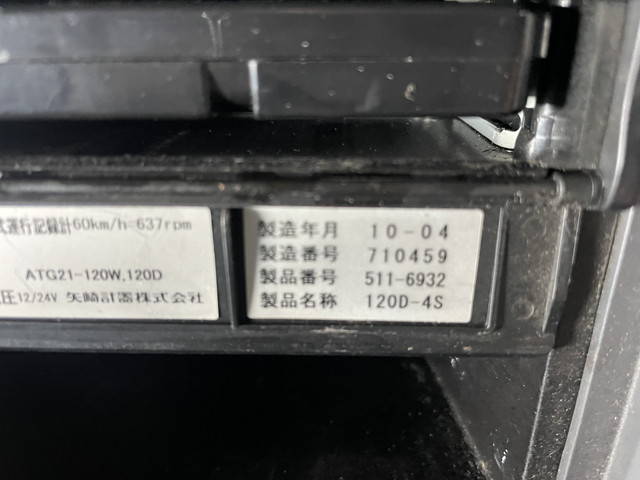 式運行記録計60km/h=637rpm
ATG21-120W,120D
圧12/24V 矢崎計器株式会社
製造年月 10-04
製造番号 710459
製品番号 511-6932
製品名称 120D-4S